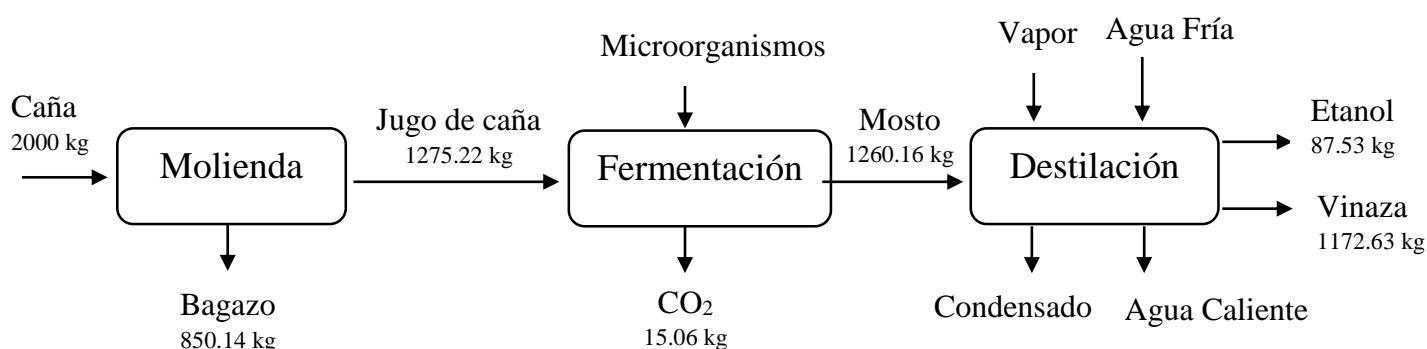 Caña
2000 kg
Molienda
Bagazo
850.14 kg
Jugo de caña
1275.22 kg
Microorganismos
Fermentación
CO₂
15.06 kg
Mosto
1260.16 kg
Vapor
Agua Fría
Destilación
Condensado
Agua Caliente
Etanol
87.53 kg
Vinaza
1172.63 kg